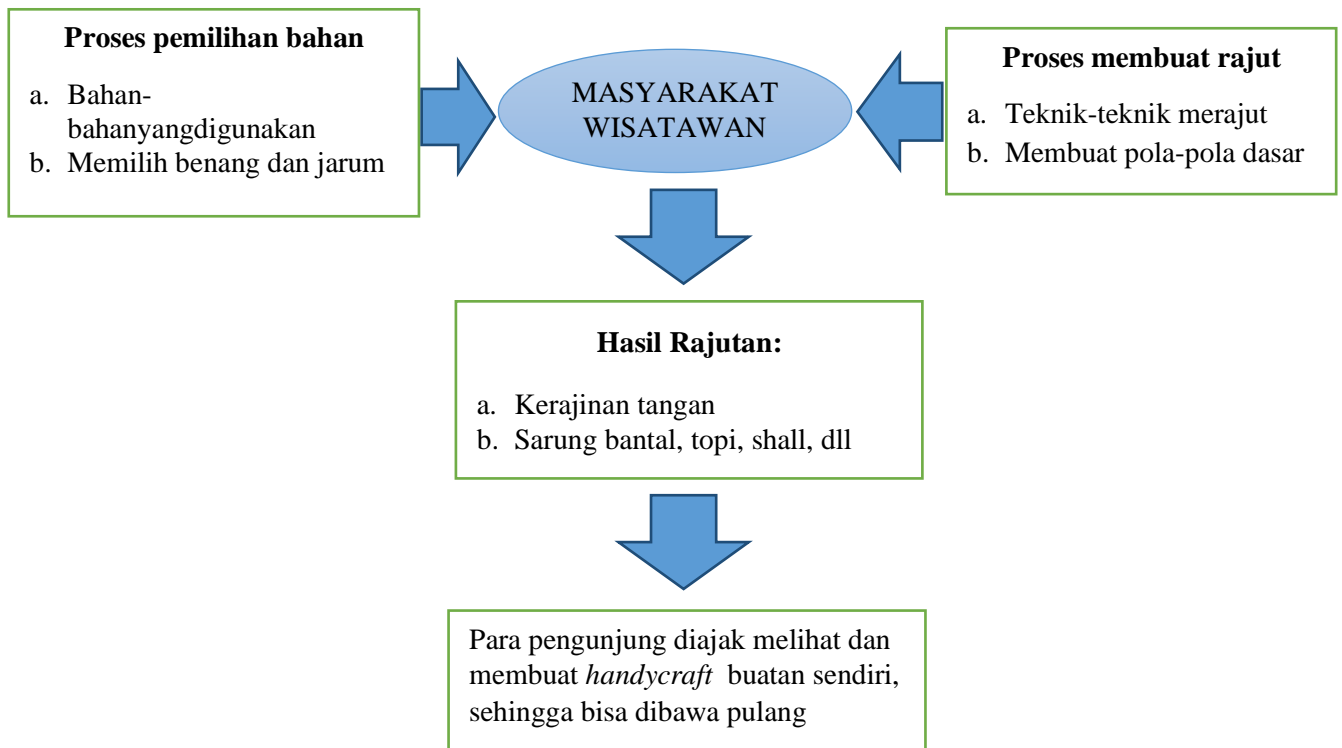 Proses pemilihan bahan
a. Bahan-
bahanyangdigunakan
b. Memilih benang dan jarum
MASYARAKAT
WISATAWAN
Proses membuat rajut
a. Teknik-teknik merajut
b. Membuat pola-pola dasar
Hasil Rajutan:
a. Kerajinan tangan
b. Sarung bantal, topi, shall, dll
Para pengunjung diajak melihat dan
membuat handycraft buatan sendiri,
sehingga bisa dibawa pulang